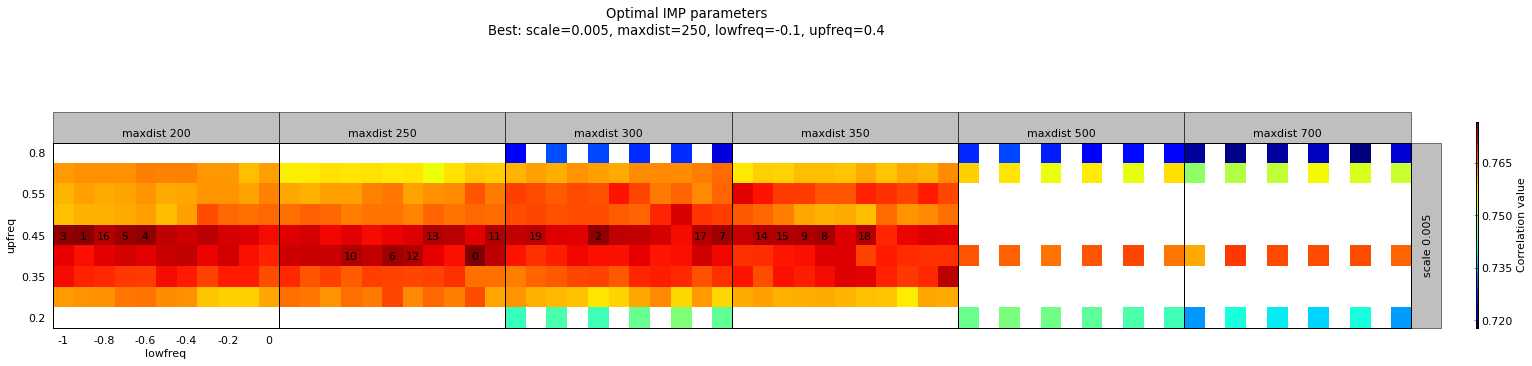 Optimal IMP parameters
Best: scale=0.005, maxdist=250, lowfreq=-0.1, upfreq=0.4
maxdist 200
maxdist 250
maxdist 300
maxdist 350
maxdist 500
maxdist 700
0.8
0.55
0.45
0.35
0.2
upfreq
3 1 16 5 4 13 11 19 2 17 7 14 15 9 8 18
10 6 12 0
-1 -0.8 -0.6 -0.4 -0.2 0
lowfreq
scale 0.005
0.765
0.750
0.735
0.720
Correlation value